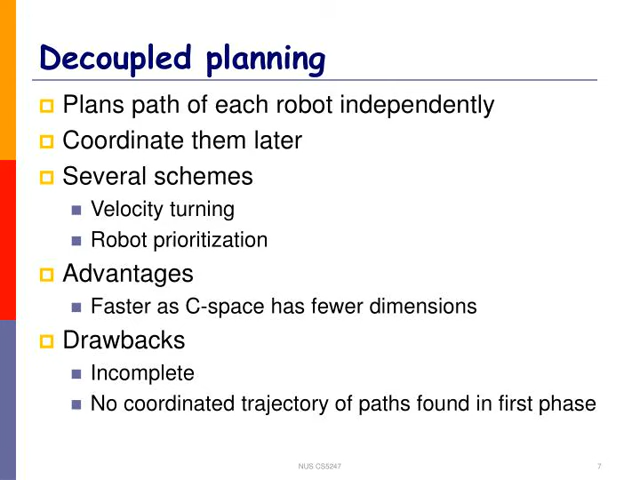 Decoupled planning
Plans path of each robot independently
Coordinate them later
Several schemes
Velocity turning
Robot prioritization
Advantages
Faster as C-space has fewer dimensions
Drawbacks
Incomplete
No coordinated trajectory of paths found in first phase
NUS CS5247
7